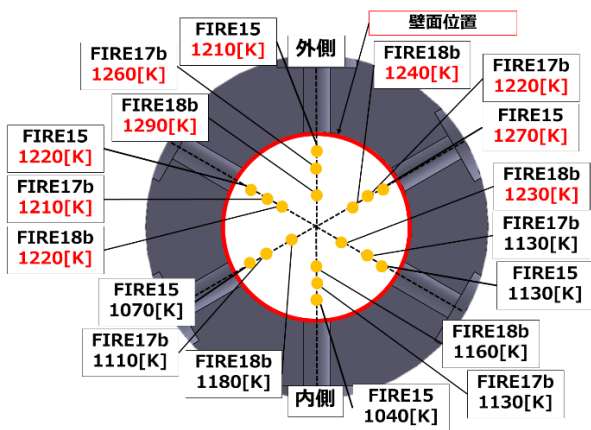 FIRE15
1210[K]
外側
壁面位置
FIRE17b
1260[K]
FIRE18b
1240[K]
FIRE17b
1220[K]
FIRE18b
1290[K]
FIRE15
1270[K]
FIRE15
1220[K]
FIRE17b
1210[K]
FIRE18b
1230[K]
FIRE18b
1220[K]
FIRE17b
1130[K]
FIRE15
1130[K]
FIRE15
1070[K]
FIRE17b
1110[K]
FIRE18b
1180[K]
FIRE18b
1160[K]
内側
FIRE15
1040[K]
FIRE17b
1130[K]